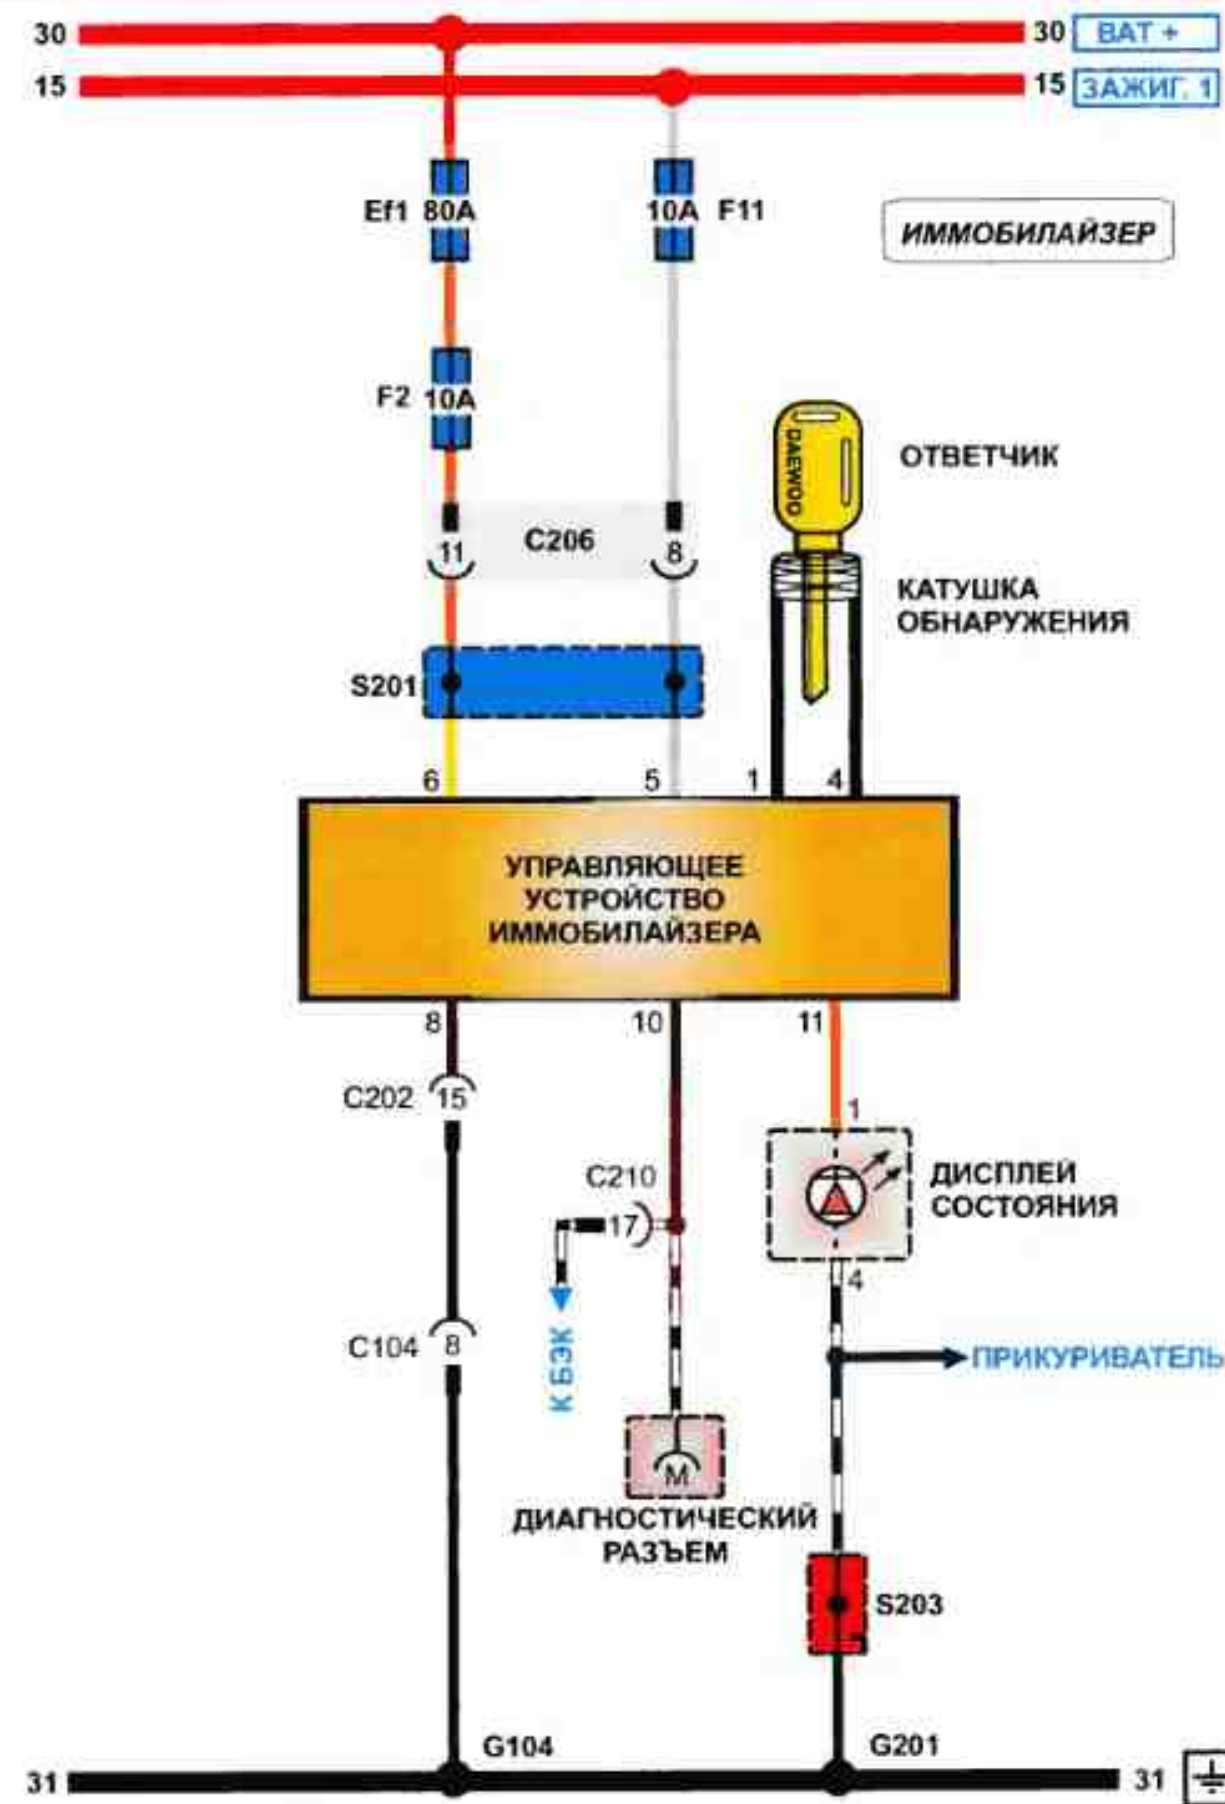 30
30 BAT +
15
15 ЗАЖИГ. 1
Ef1 80A
10A F11
ИММОБИЛАЙЗЕР
F2 10A
DAEWOO
ОТВЕТЧИК
11 C206 8
КАТУШКА
ОБНАРУЖЕНИЯ
S201
6 5 1 4
УПРАВЛЯЮЩЕЕ
УСТРОЙСТВО
ИММОБИЛАЙЗЕРА
8 10 11
C202 15
1
C210
17
ДИСПЛЕЙ
СОСТОЯНИЯ
4
C104 8
К БЭК
ПРИКУРИВАТЕЛЬ
M
ДИАГНОСТИЧЕСКИЙ
РАЗЪЕМ
S203
G104
G201
31
31